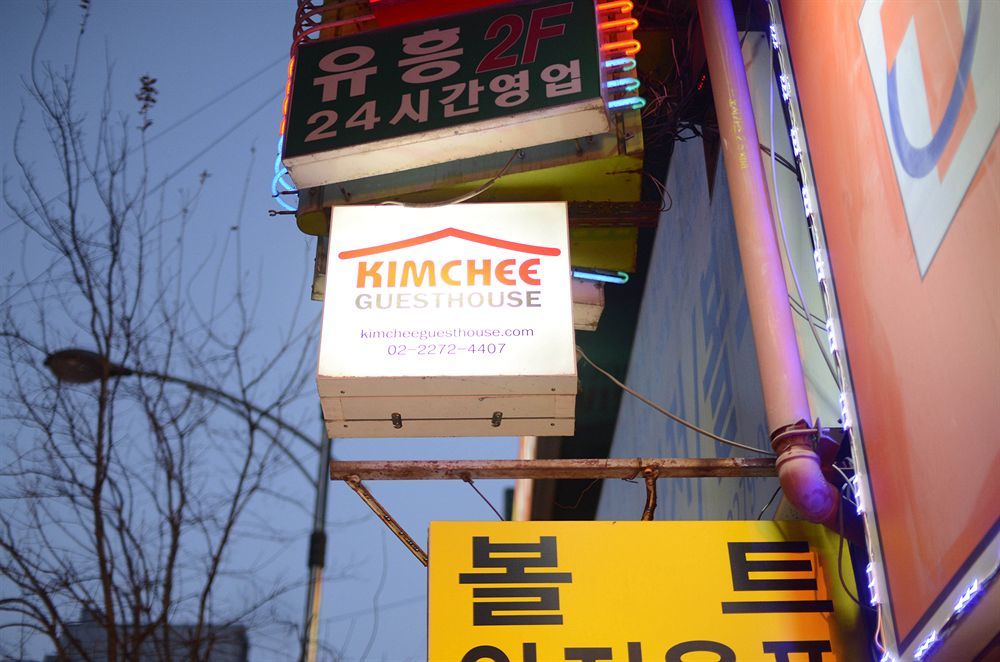 유흥 2F
24시간영업
KIMCHEE
GUESTHOUSE
kimcheeguesthouse.com
02-2272-4407
볼트